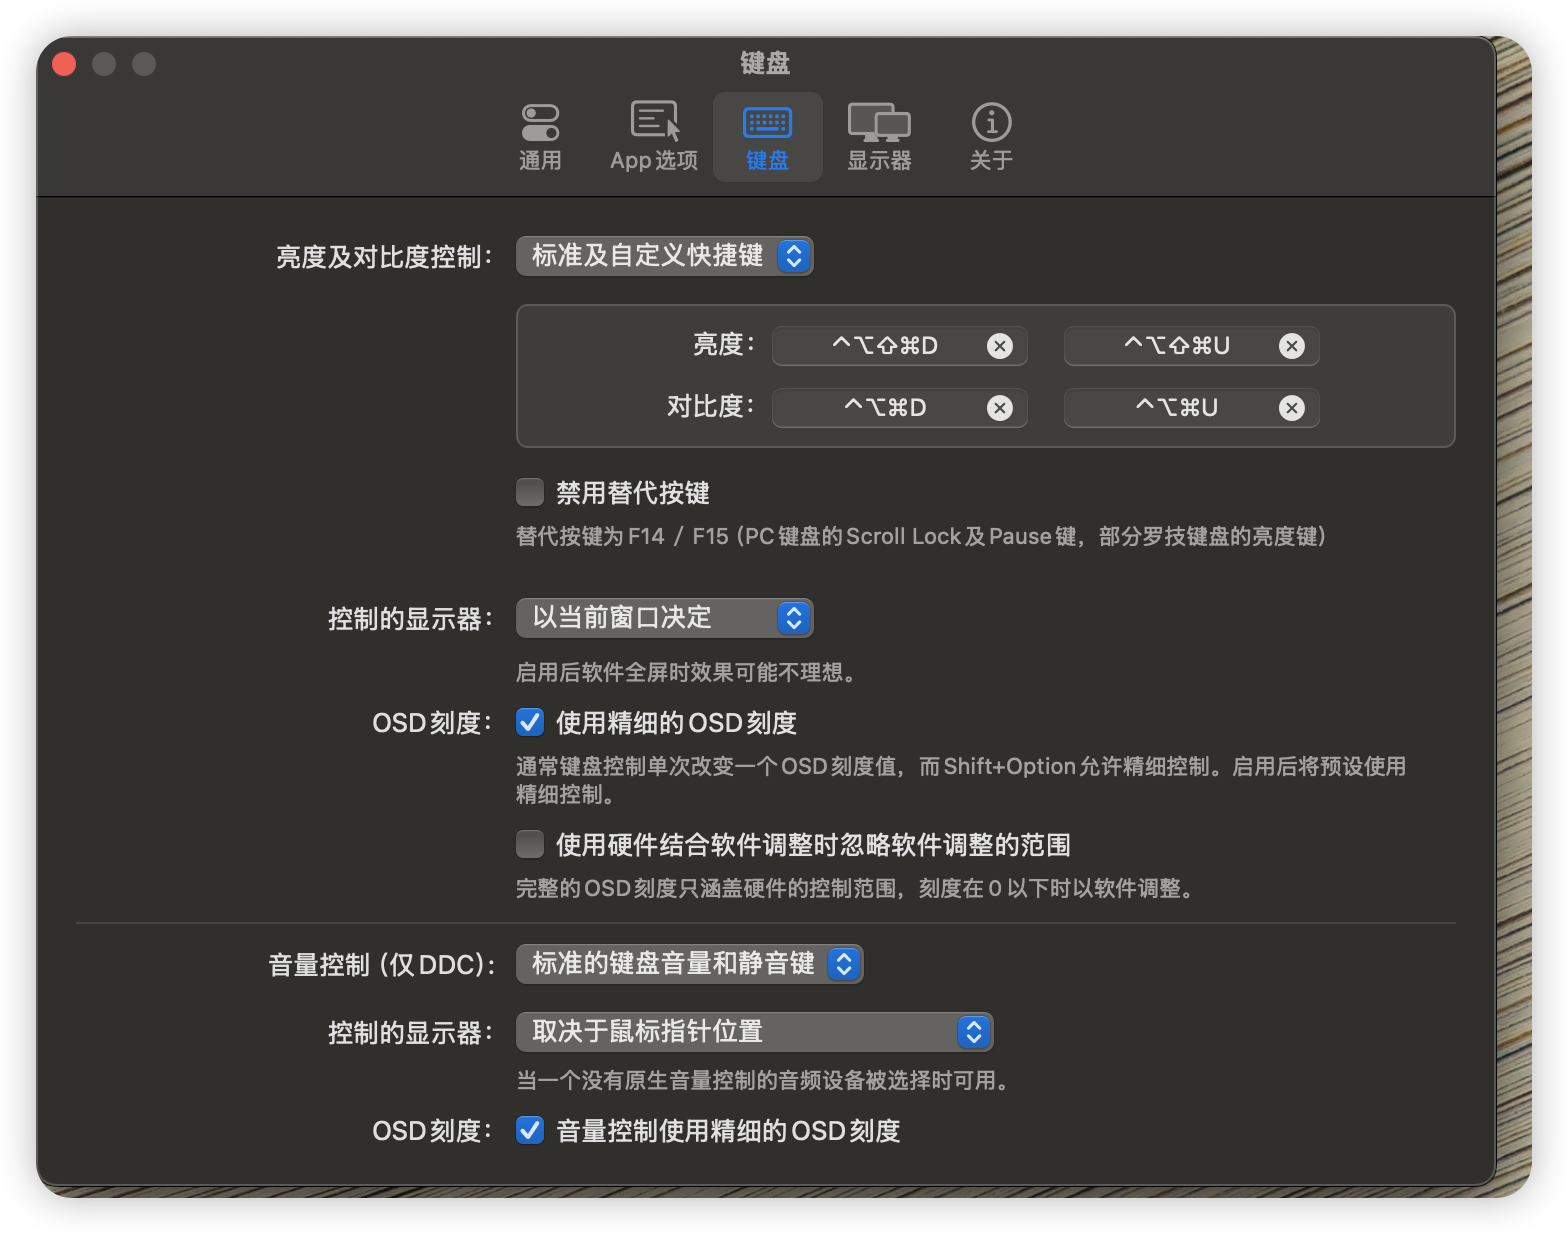 键盘
通用
App 选项
键盘
显示器
关于
亮度及对比度控制：
标准及自定义快捷键
亮度：
^⌥⇧⌘D
^⌥⇧⌘U
对比度：
^⌥⌘D
^⌥⌘U
禁用替代按键
替代按键为 F14 / F15（PC 键盘的 Scroll Lock 及 Pause 键，部分罗技键盘的亮度键）
控制的显示器：
以当前窗口决定
启用后软件全屏时效果可能不理想。
OSD 刻度：
使用精细的 OSD 刻度
通常键盘控制单次改变一个 OSD 刻度值，而 Shift+Option 允许精细控制。启用后将预设使用
精细控制。
使用硬件结合软件调整时忽略软件调整的范围
完整的 OSD 刻度只涵盖硬件的控制范围，刻度在 0 以下时以软件调整。
音量控制（仅 DDC）：
标准的键盘音量和静音键
控制的显示器：
取决于鼠标指针位置
当一个没有原生音量控制的音频设备被选择时可用。
OSD 刻度：
音量控制使用精细的 OSD 刻度